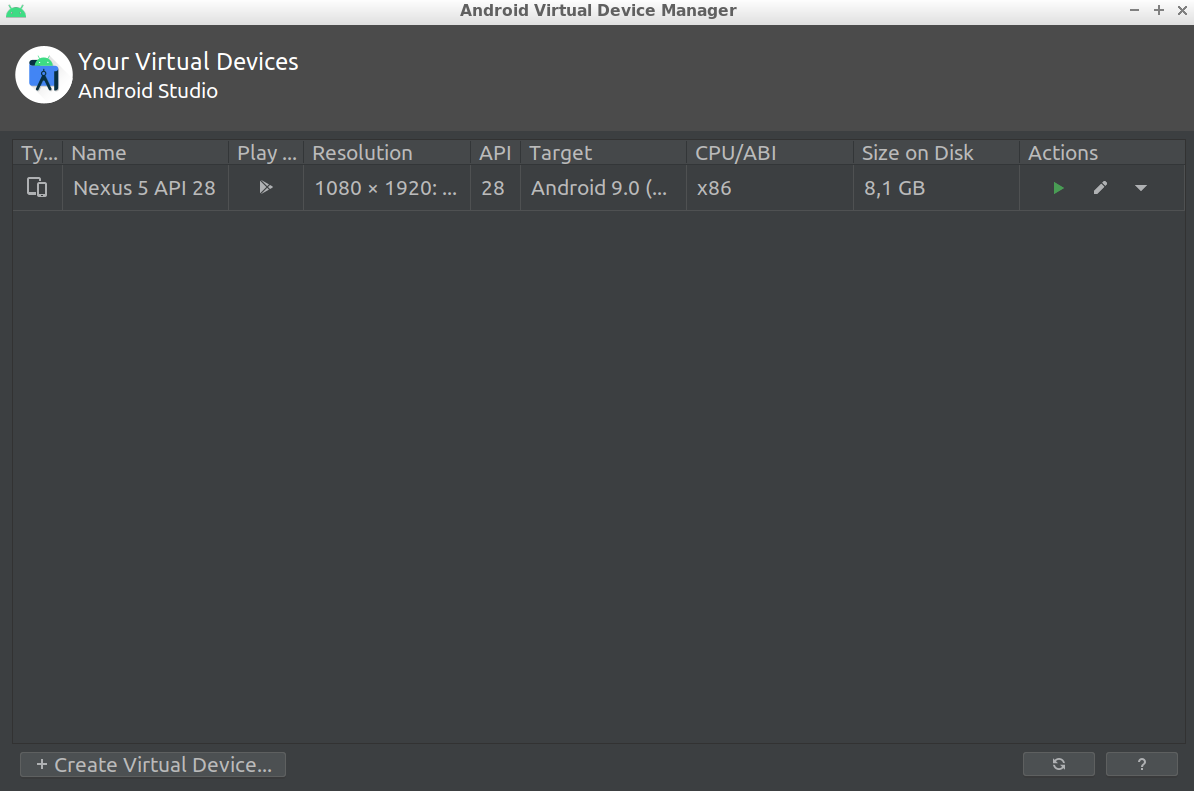 Android Virtual Device Manager
Your Virtual Devices
Android Studio
Ty... Name Play ... Resolution API Target CPU/ABI Size on Disk Actions
Nexus 5 API 28 1080 × 1920: ... 28 Android 9.0 (... x86 8,1 GB
+ Create Virtual Device... ?